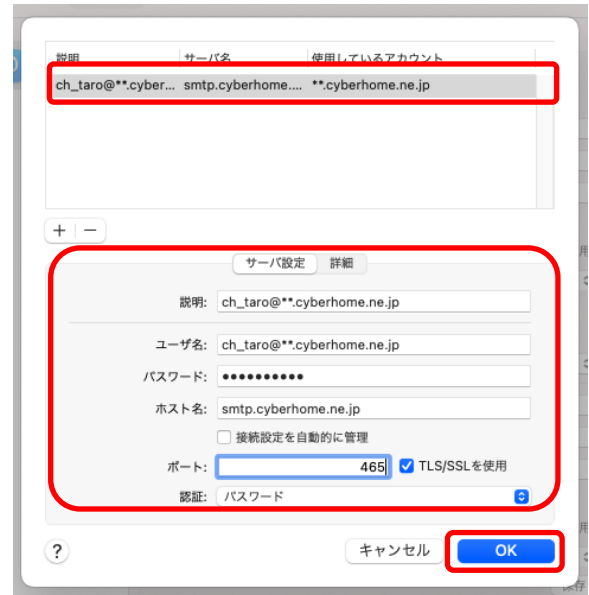 説明 サーバ名 使用しているアカウント
ch_taro@**.cyber... smtp.cyberhome.... **.cyberhome.ne.jp
+ −
サーバ設定 詳細
説明: ch_taro@**.cyberhome.ne.jp
ユーザ名: ch_taro@**.cyberhome.ne.jp
パスワード: ●●●●●●●●●●
ホスト名: smtp.cyberhome.ne.jp
接続設定を自動的に管理
ポート: 465 TLS/SSLを使用
認証: パスワード
? キャンセル OK